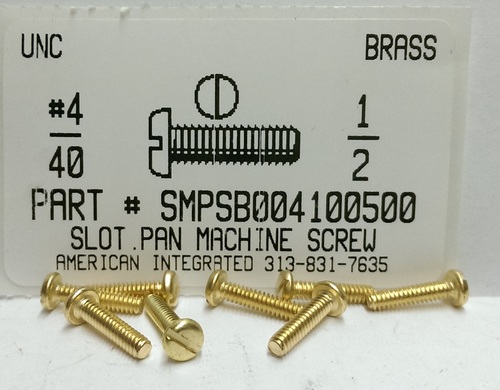 UNC BRASS
#4 1
40 2
PART # SMPSB004100500
SLOT.PAN MACHINE SCREW
AMERICAN INTEGRATED 313-831-7635